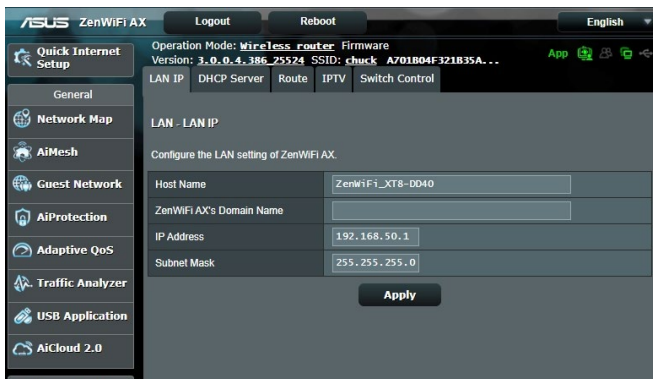 ASUS ZenWiFi AX Logout Reboot English
Quick Internet Setup
Operation Mode: Wireless router Firmware
Version: 3.0.0.4.386_25524 SSID: chuck A701B04F321B35A...
App
LAN IP DHCP Server Route IPTV Switch Control
General
Network Map
AiMesh
Guest Network
AiProtection
Adaptive QoS
Traffic Analyzer
USB Application
AiCloud 2.0
LAN - LAN IP
Configure the LAN setting of ZenWiFi AX.
Host Name ZenWiFi_XT8-DD40
ZenWiFi AX's Domain Name
IP Address 192.168.50.1
Subnet Mask 255.255.255.0
Apply